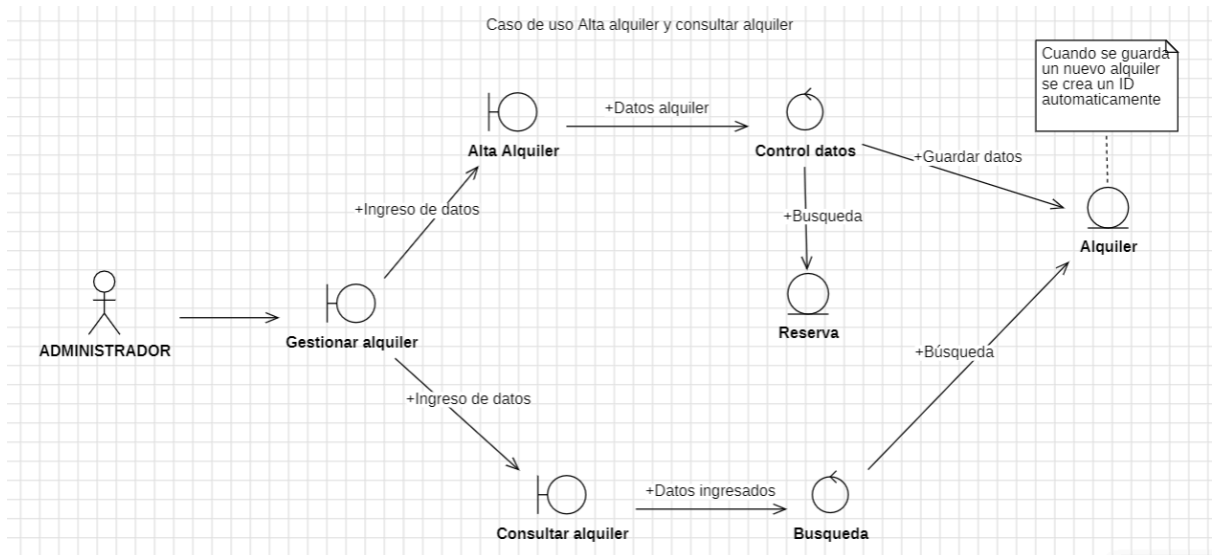 Caso de uso Alta alquiler y consultar alquiler
Cuando se guarda
un nuevo alquiler
se crea un ID
automaticamente
+Datos alquiler
Alta Alquiler
Control datos
+Guardar datos
+Ingreso de datos
+Busqueda
Alquiler
Reserva
Gestionar alquiler
ADMINISTRADOR
+Búsqueda
+Ingreso de datos
+Datos ingresados
Consultar alquiler
Busqueda